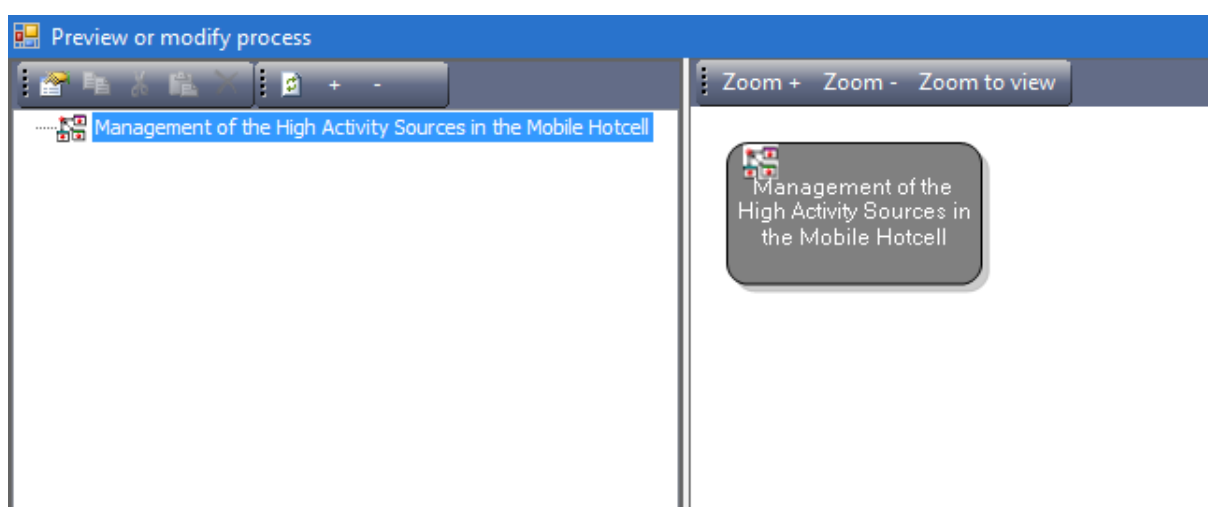 Preview or modify process
+ -
Zoom + Zoom - Zoom to view
Management of the High Activity Sources in the Mobile Hotcell
Management of the
High Activity Sources in
the Mobile Hotcell